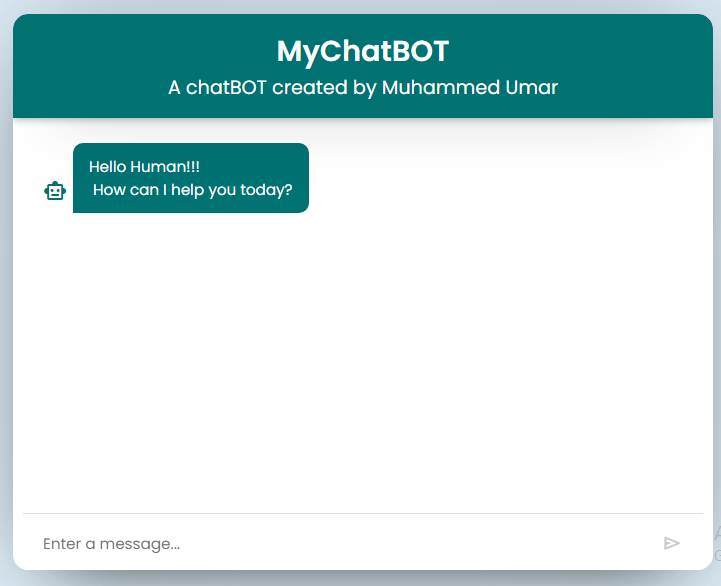 MyChatBOT
A chatBOT created by Muhammed Umar
Hello Human!!!
How can I help you today?
Enter a message...